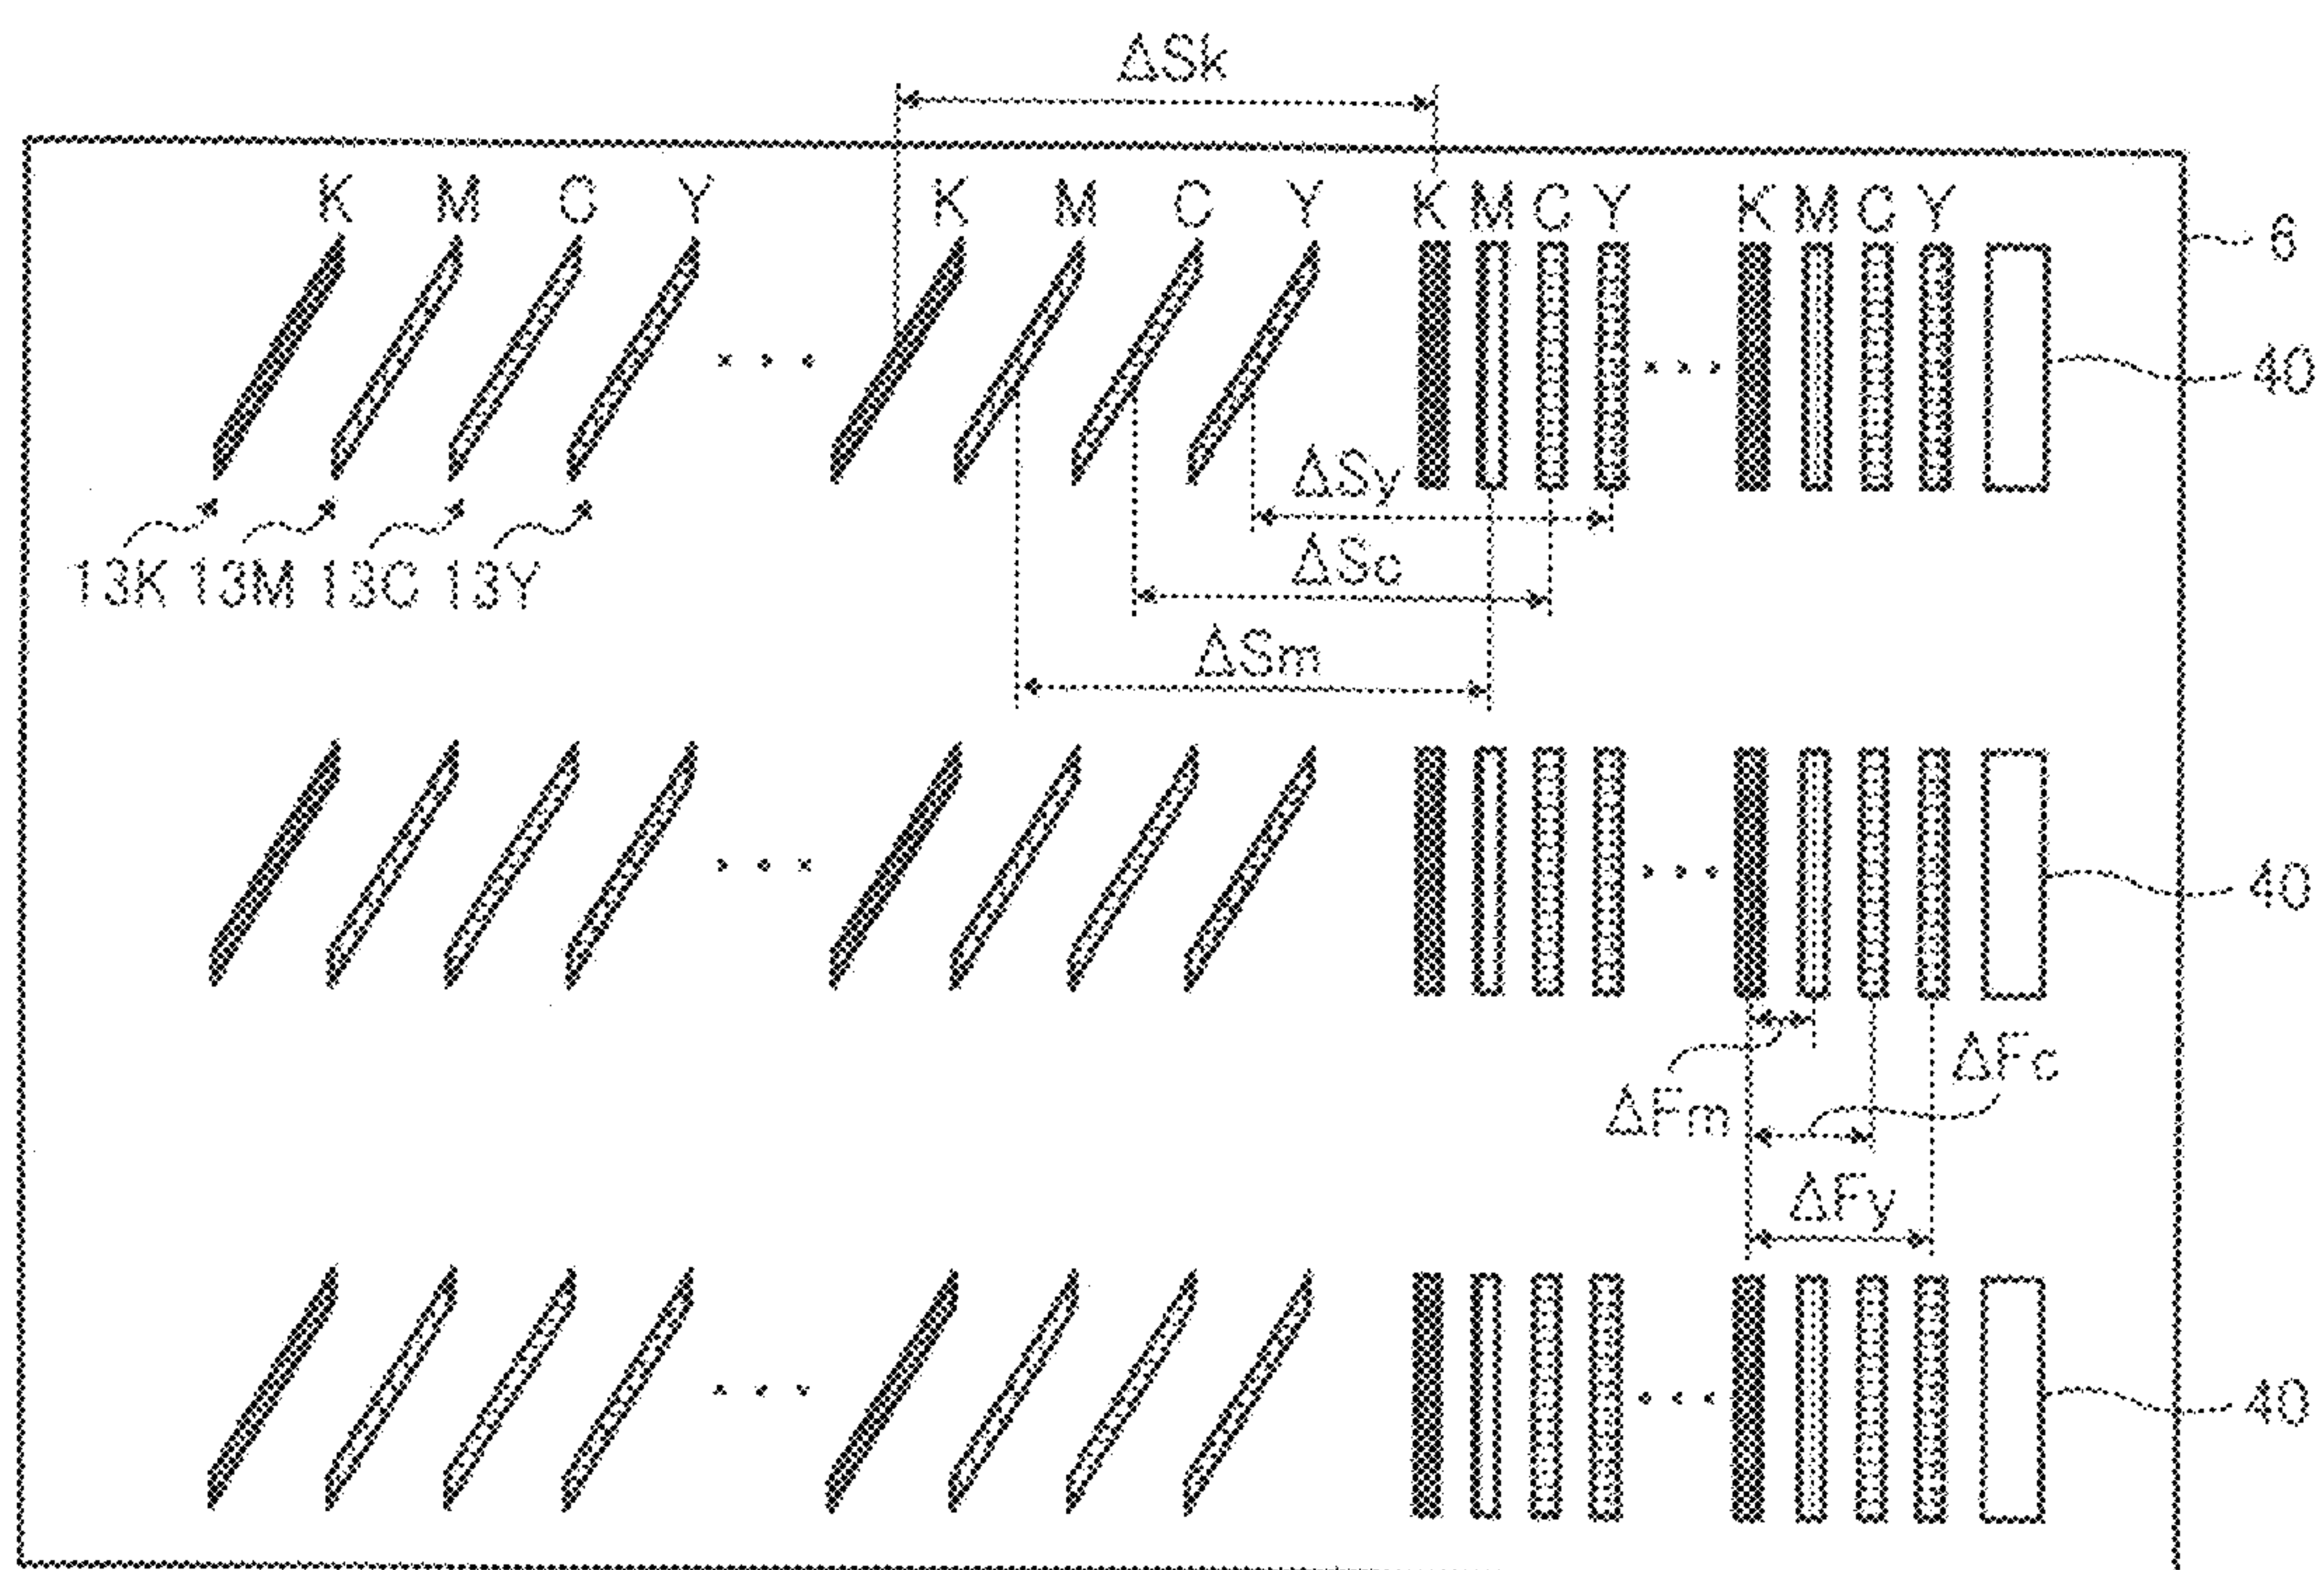 ΔSk
K M C Y K M C Y K M C Y K M C Y
6
40
ΔSy
13K 13M 13C 13Y
ΔSc
ΔSm
40
ΔFc
ΔFm
ΔFy
40